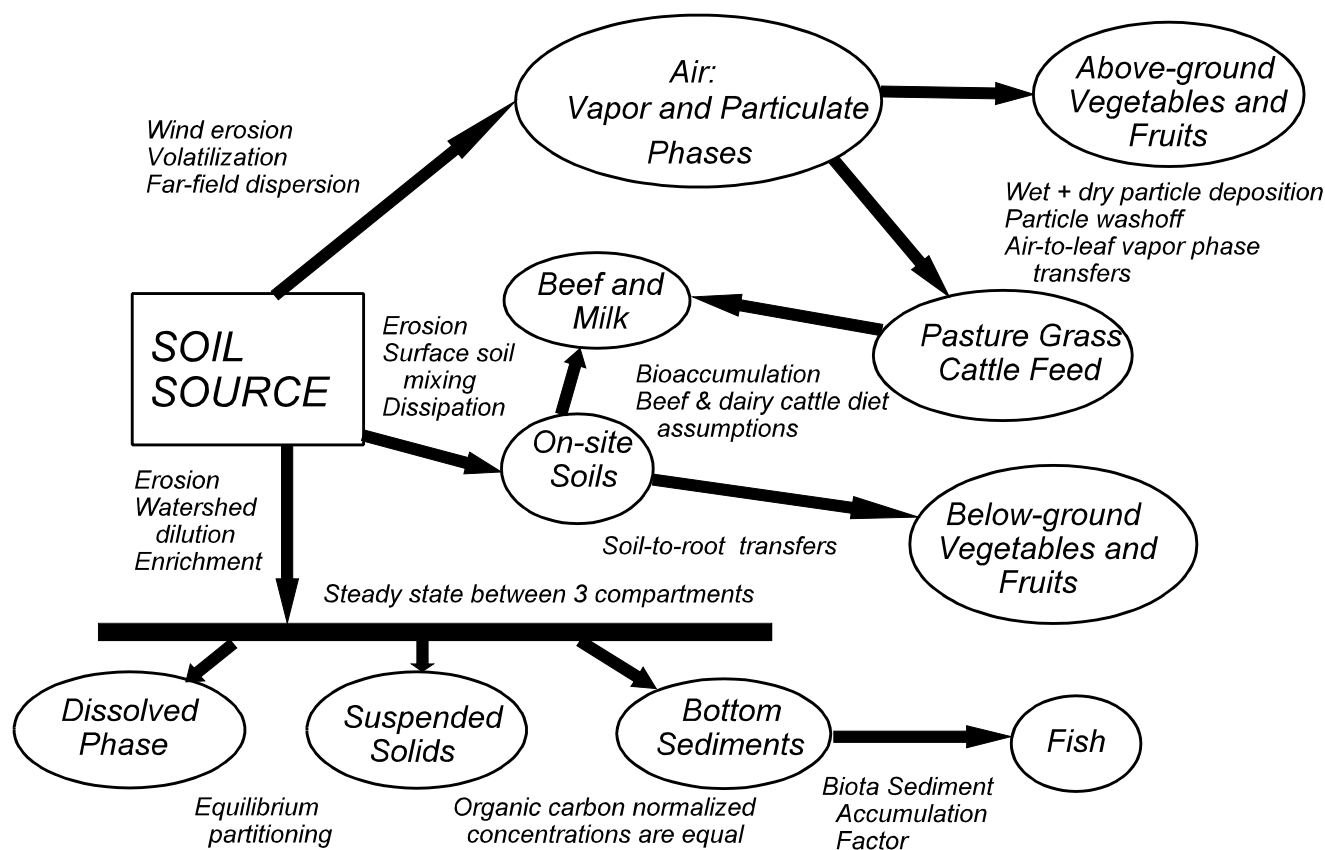 Air:
Vapor and Particulate
Phases
Above-ground
Vegetables and
Fruits
Wind erosion
Volatilization
Far-field dispersion
Wet + dry particle deposition
Particle washoff
Air-to-leaf vapor phase
transfers
Beef and
Milk
SOIL
SOURCE
Erosion
Surface soil
mixing
Dissipation
Pasture Grass
Cattle Feed
Bioaccumulation
Beef & dairy cattle diet
assumptions
On-site
Soils
Erosion
Watershed
dilution
Enrichment
Below-ground
Vegetables and
Fruits
Soil-to-root transfers
Steady state between 3 compartments
Dissolved
Phase
Suspended
Solids
Bottom
Sediments
Fish
Equilibrium
partitioning
Organic carbon normalized
concentrations are equal
Biota Sediment
Accumulation
Factor